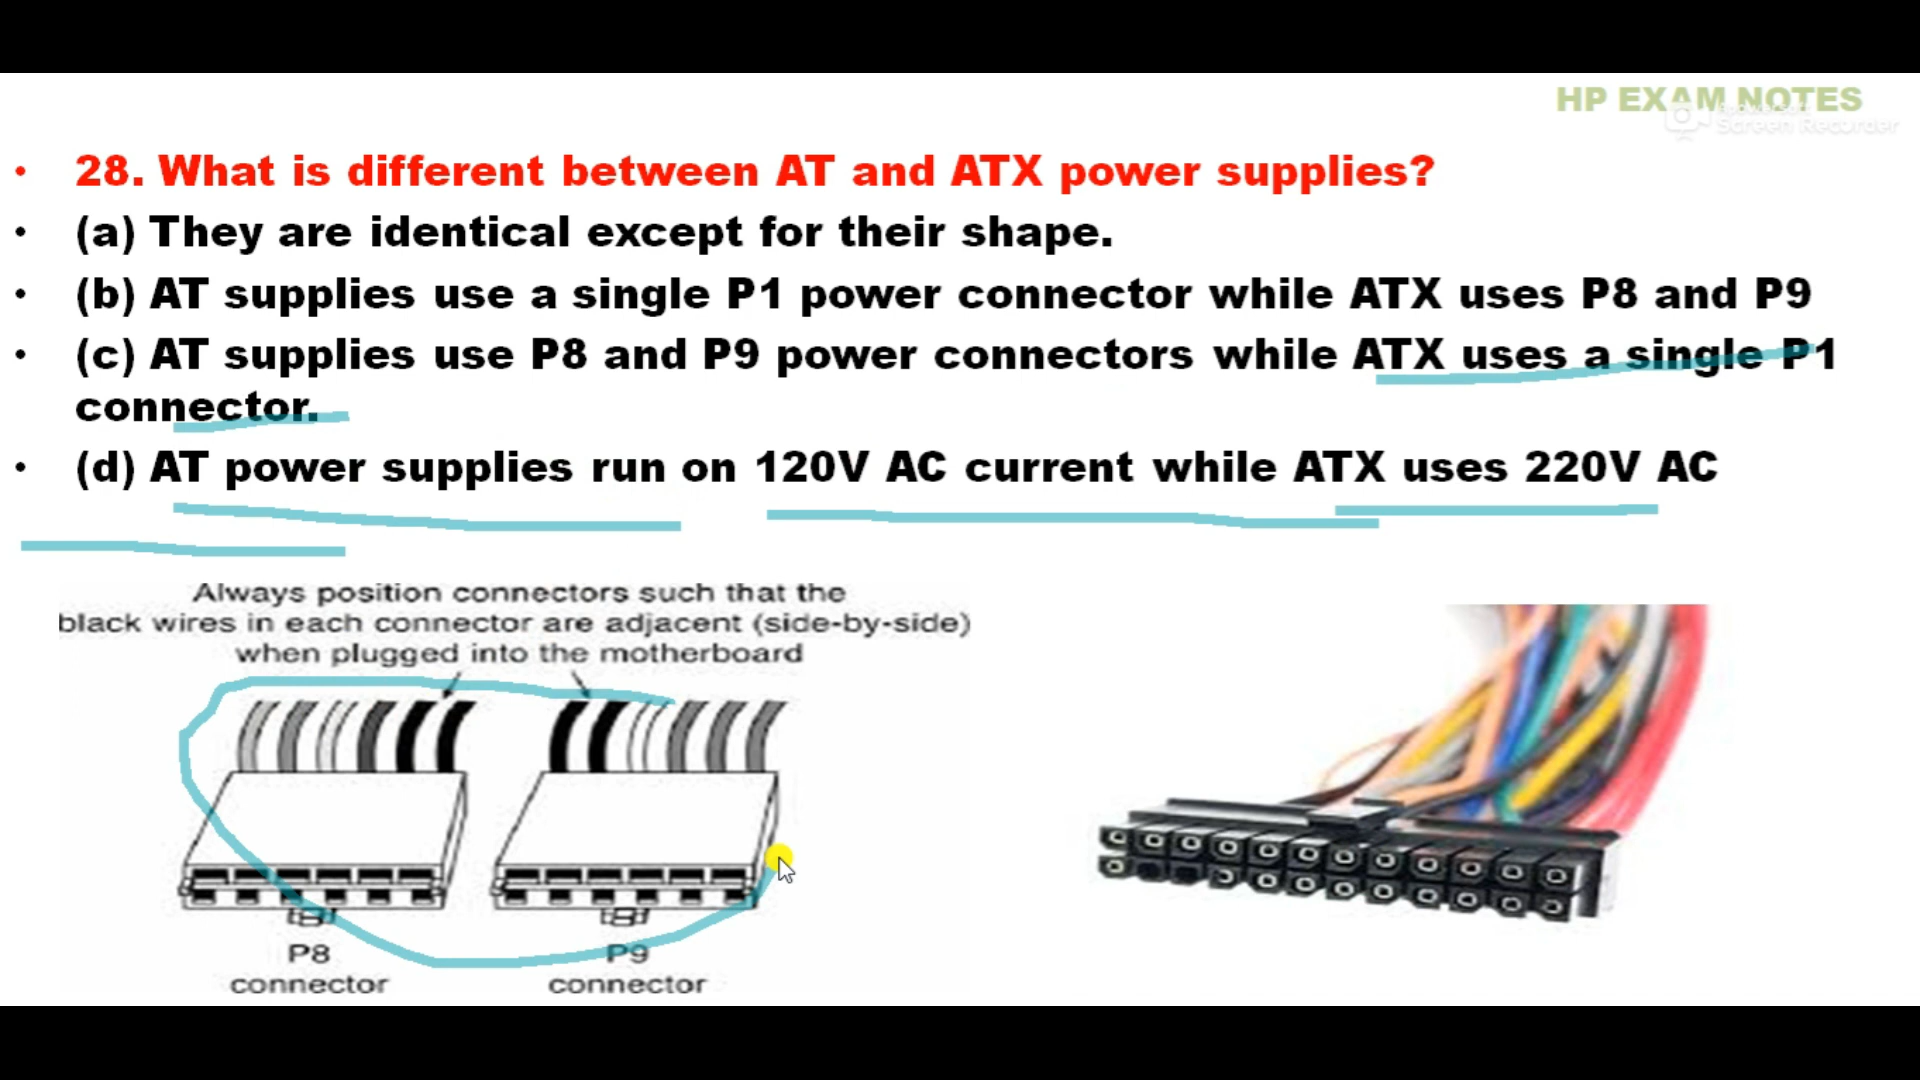 HP EXAM NOTES
Screen Recorder
• 28. What is different between AT and ATX power supplies?
• (a) They are identical except for their shape.
• (b) AT supplies use a single P1 power connector while ATX uses P8 and P9
• (c) AT supplies use P8 and P9 power connectors while ATX uses a single P1
connector.
• (d) AT power supplies run on 120V AC current while ATX uses 220V AC
Always position connectors such that the
black wires in each connector are adjacent (side-by-side)
when plugged into the motherboard
P8
connector
P9
connector